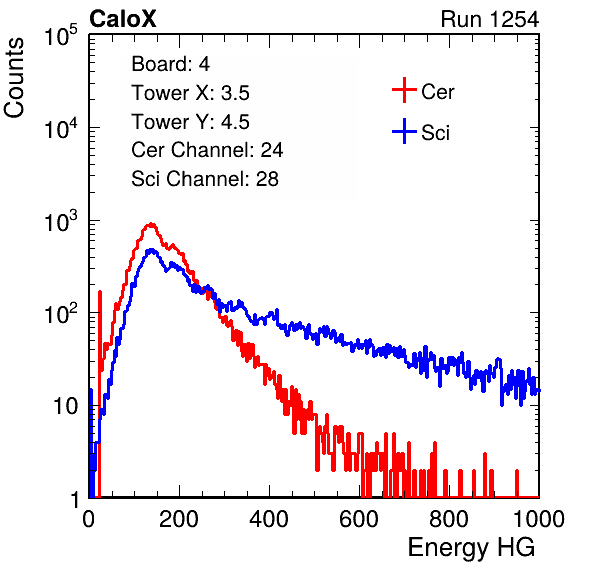 CaloX Run 1254
Counts
Board: 4
Tower X: 3.5
Tower Y: 4.5
Cer Channel: 24
Sci Channel: 28
Cer
Sci
10^5
10^4
10^3
10^2
10
1
0 200 400 600 800 1000
Energy HG